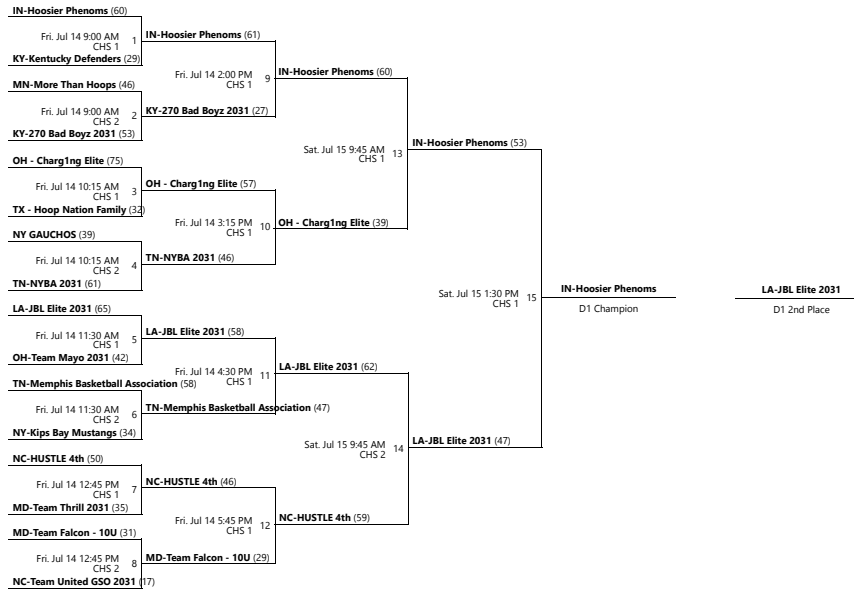 IN-Hoosier Phenoms (60)
Fri. Jul 14 9:00 AM
CHS 1
1
KY-Kentucky Defenders (29)
MN-More Than Hoops (46)
Fri. Jul 14 9:00 AM
CHS 2
2
KY-270 Bad Boyz 2031 (53)
OH - Charg1ng Elite (75)
Fri. Jul 14 10:15 AM
CHS 1
3
TX - Hoop Nation Family (32)
NY GAUCHOS (39)
Fri. Jul 14 10:15 AM
CHS 2
4
TN-NYBA 2031 (61)
LA-JBL Elite 2031 (65)
Fri. Jul 14 11:30 AM
CHS 1
5
OH-Team Mayo 2031 (42)
TN-Memphis Basketball Association (58)
Fri. Jul 14 11:30 AM
CHS 2
6
NY-Kips Bay Mustangs (34)
NC-HUSTLE 4th (50)
Fri. Jul 14 12:45 PM
CHS 1
7
MD-Team Thrill 2031 (35)
MD-Team Falcon - 10U (31)
Fri. Jul 14 12:45 PM
CHS 2
8
NC-Team United GSO 2031 (17)
IN-Hoosier Phenoms (61)
Fri. Jul 14 2:00 PM
CHS 1
9
KY-270 Bad Boyz 2031 (27)
OH - Charg1ng Elite (57)
Fri. Jul 14 3:15 PM
CHS 1
10
TN-NYBA 2031 (46)
LA-JBL Elite 2031 (58)
Fri. Jul 14 4:30 PM
CHS 1
11
TN-Memphis Basketball Association (47)
NC-HUSTLE 4th (46)
Fri. Jul 14 5:45 PM
CHS 1
12
MD-Team Falcon - 10U (29)
IN-Hoosier Phenoms (60)
Sat. Jul 15 9:45 AM
CHS 1
13
OH - Charg1ng Elite (39)
LA-JBL Elite 2031 (62)
Sat. Jul 15 9:45 AM
CHS 2
14
NC-HUSTLE 4th (59)
IN-Hoosier Phenoms (53)
Sat. Jul 15 1:30 PM
CHS 1
15
LA-JBL Elite 2031 (47)
IN-Hoosier Phenoms
D1 Champion
LA-JBL Elite 2031
D1 2nd Place